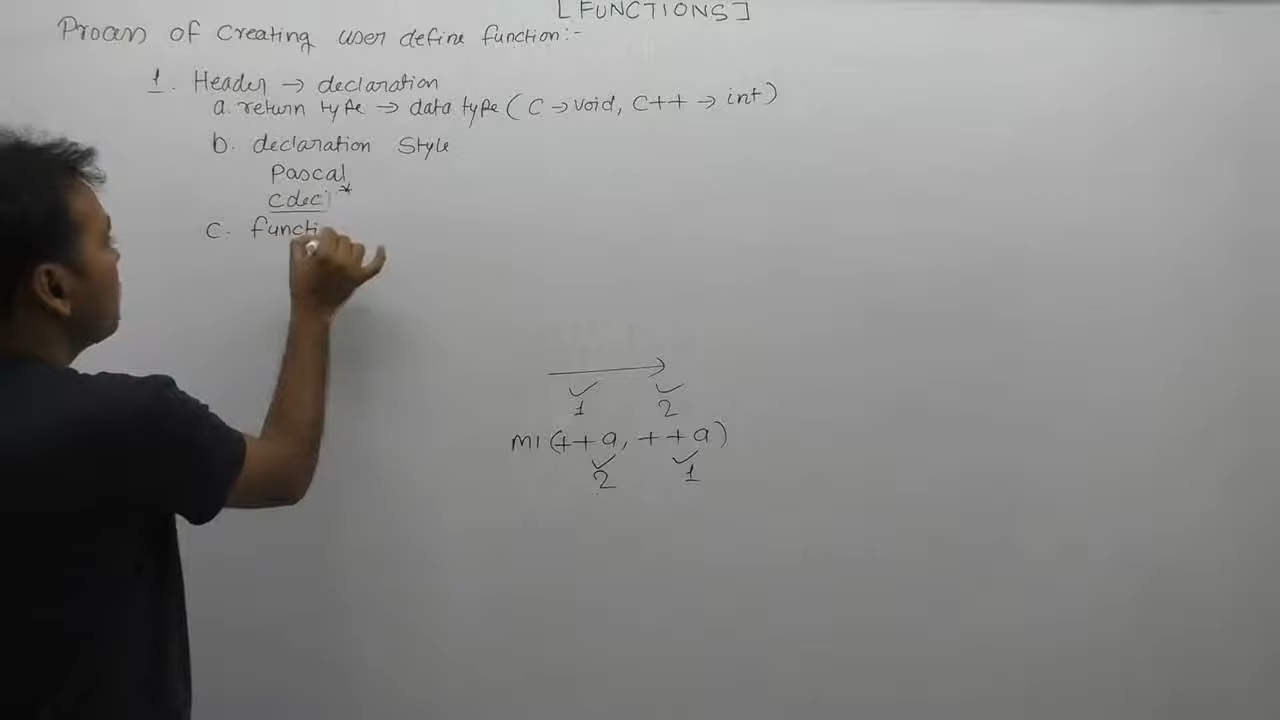 [FUNCTIONS]
Process of Creating user define function:-
1. Header → declaration
a. return type → data type (C → void, C++ → int)
b. declaration Style
Pascal
Cdecl *
C. functi
1 2
m1(++a, ++a)
2 1